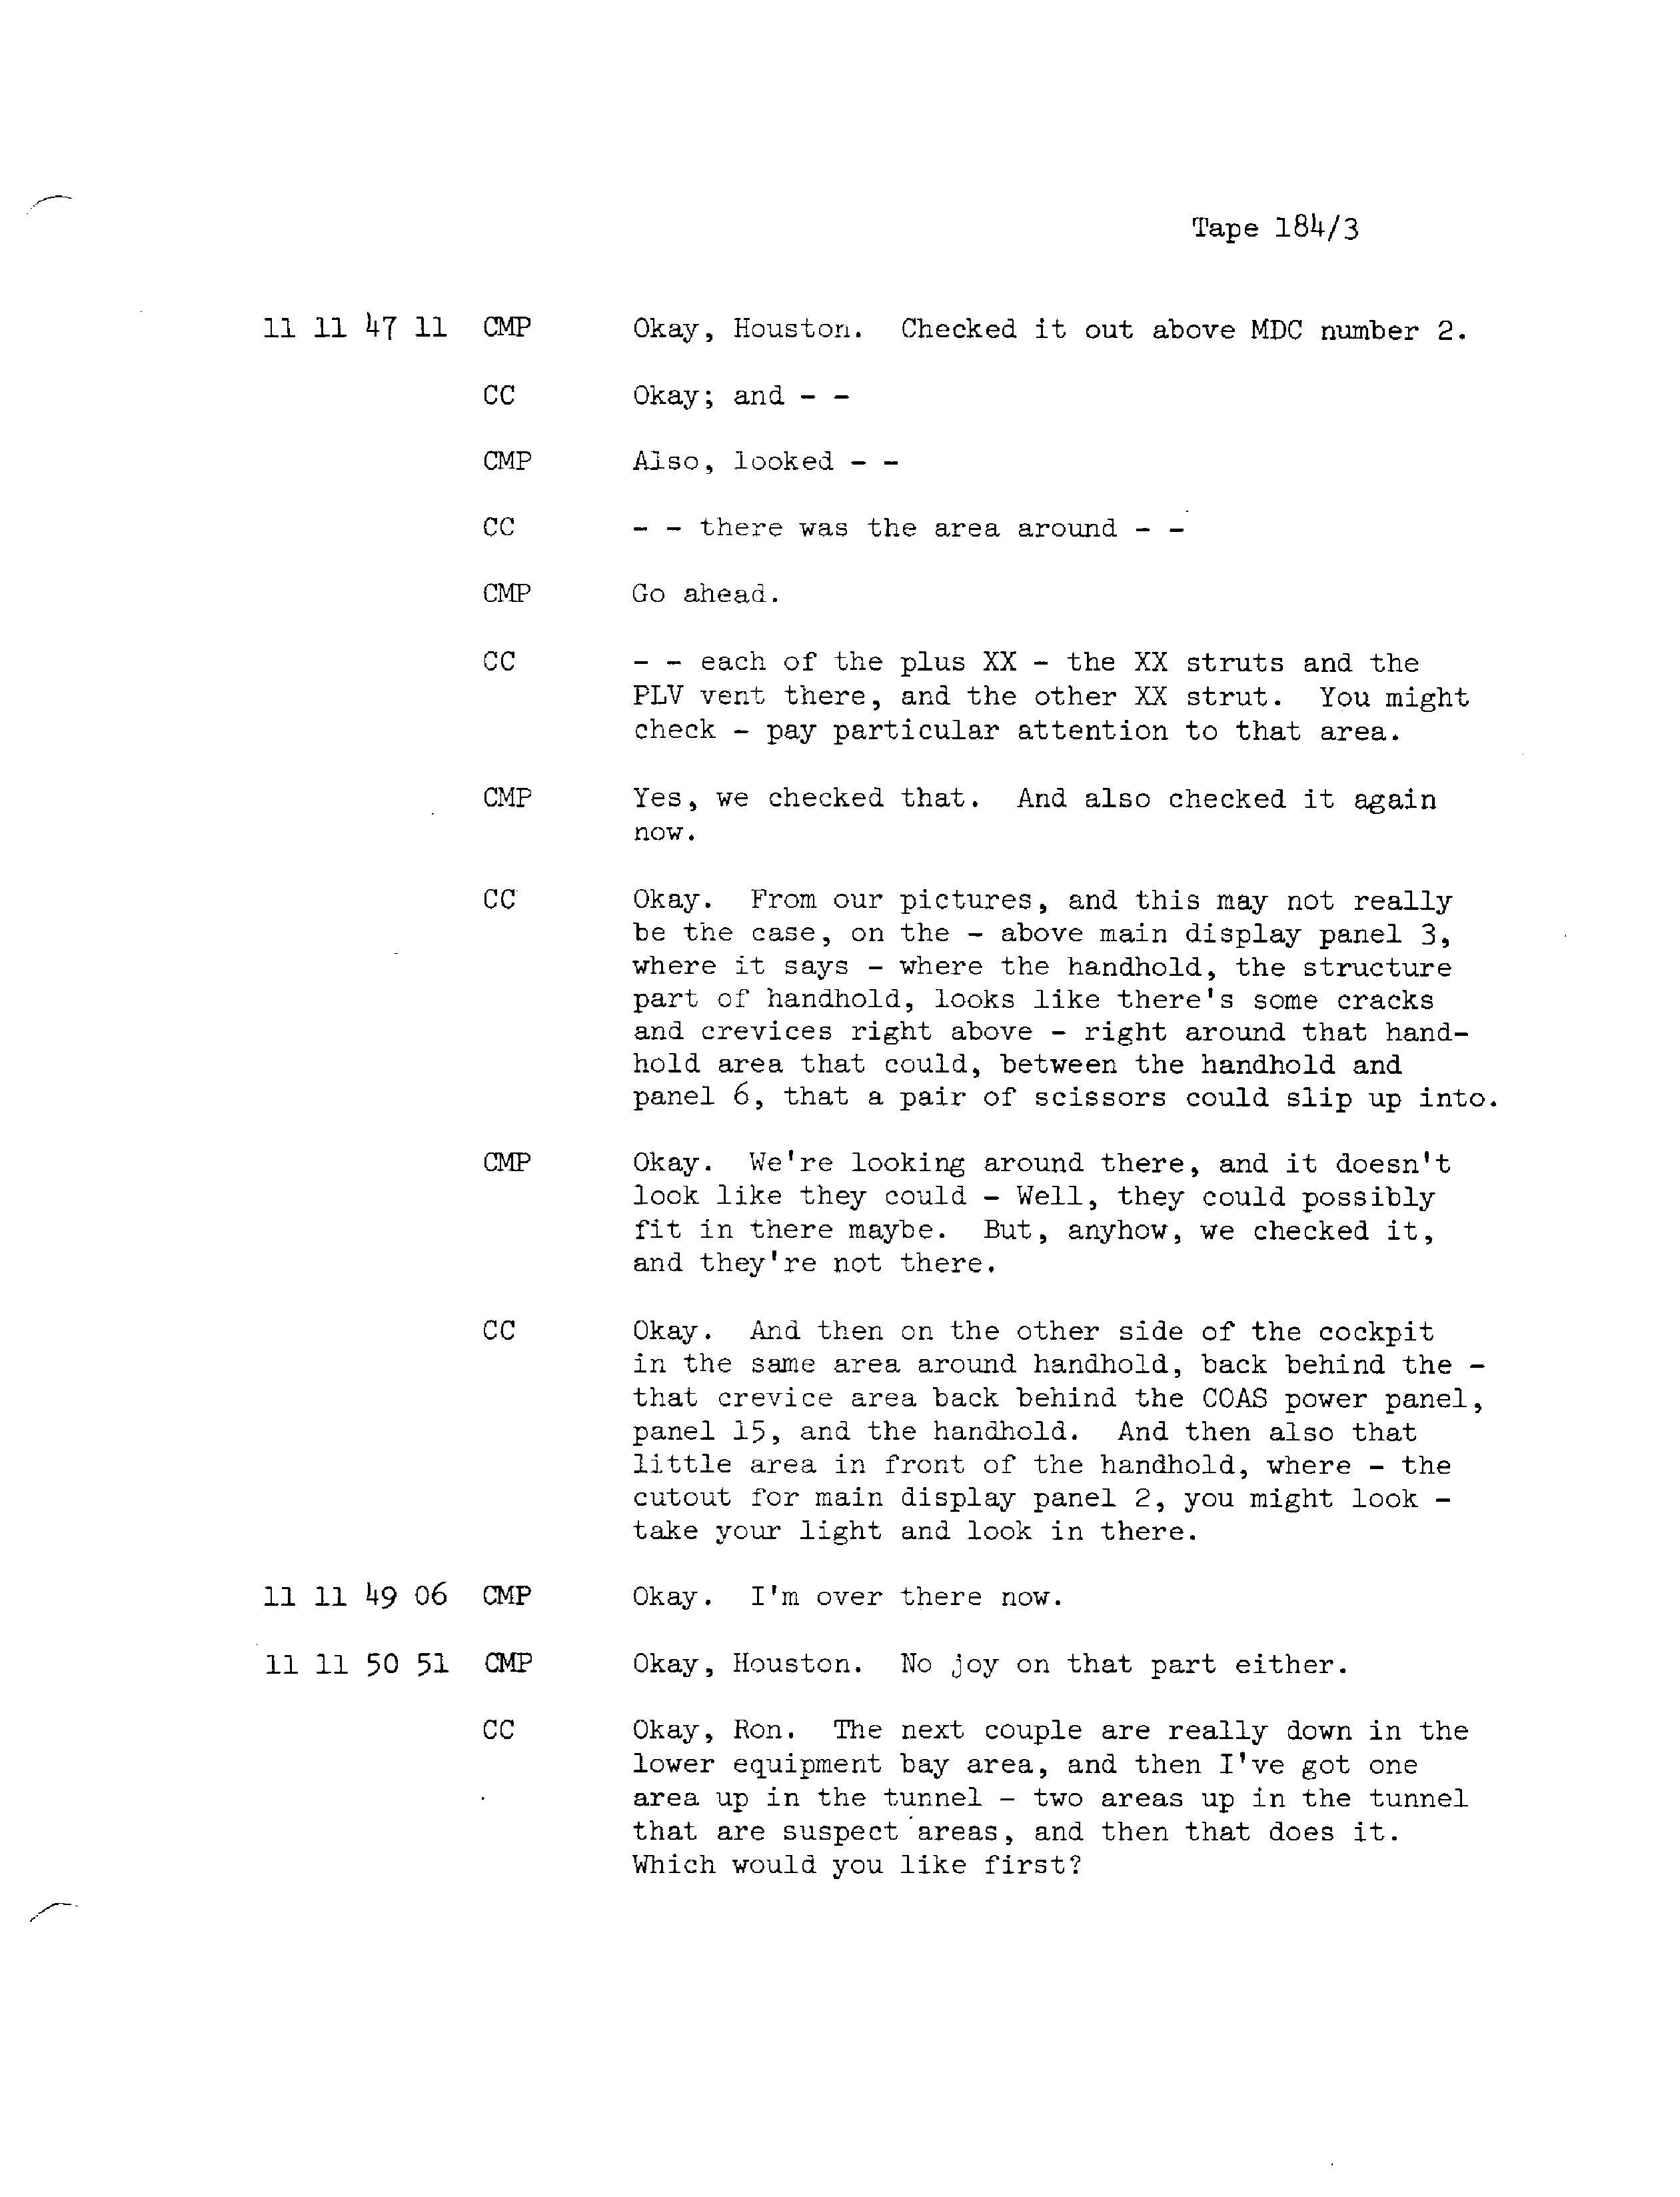 Tape 184/3
11 11 47 11 CMP Okay, Houston. Checked it out above MDC number 2.
CC Okay; and - -
CMP Also, looked - -
CC - - there was the area around - -
CMP Go ahead.
CC - - each of the plus XX - the XX struts and the
PLV vent there, and the other XX strut. You might
check - pay particular attention to that area.
CMP Yes, we checked that. And also checked it again
now.
CC Okay. From our pictures, and this may not really
be the case, on the - above main display panel 3,
where it says - where the handhold, the structure
part of handhold, looks like there's some cracks
and crevices right above - right around that hand-
hold area that could, between the handhold and
panel 6, that a pair of scissors could slip up into.
CMP Okay. We're looking around there, and it doesn't
look like they could - Well, they could possibly
fit in there maybe. But, anyhow, we checked it,
and they're not there.
CC Okay. And then on the other side of the cockpit
in the same area around handhold, back behind the -
that crevice area back behind the COAS power panel,
panel 15, and the handhold. And then also that
little area in front of the handhold, where - the
cutout for main display panel 2, you might look -
take your light and look in there.
11 11 49 06 CMP Okay. I'm over there now.
11 11 50 51 CMP Okay, Houston. No joy on that part either.
CC Okay, Ron. The next couple are really down in the
lower equipment bay area, and then I've got one
area up in the tunnel - two areas up in the tunnel
that are suspect areas, and then that does it.
Which would you like first?